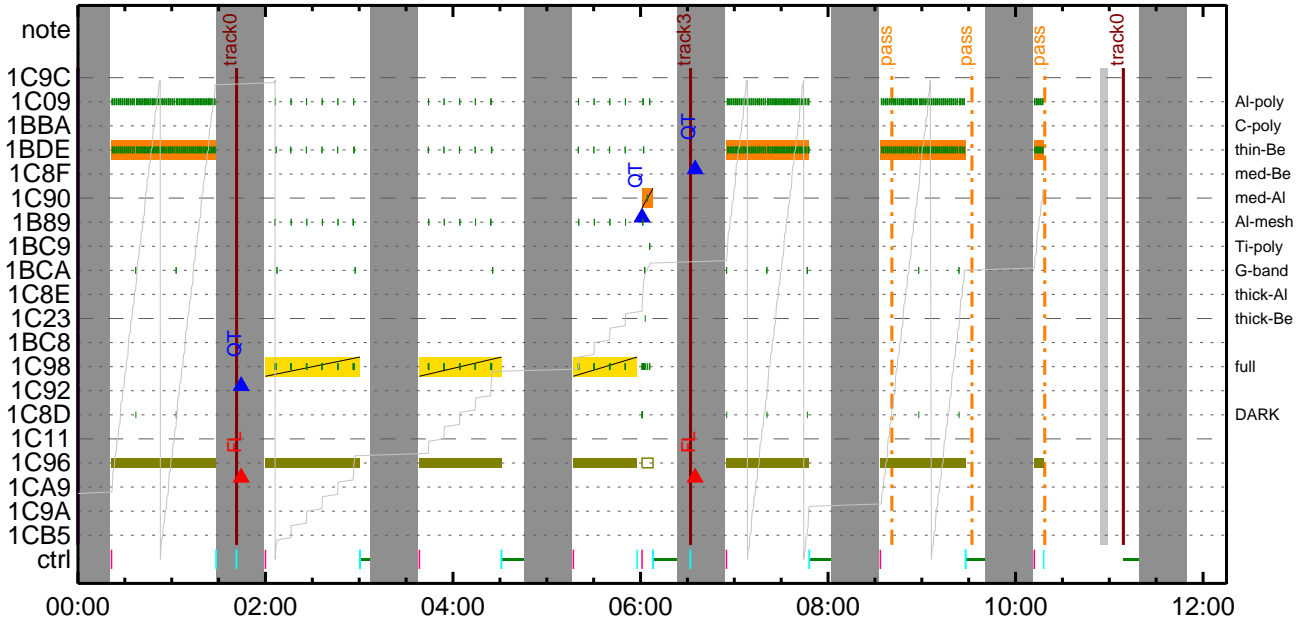 note
track0
track3
pass
pass
pass
track0
1C9C
1C09 Al-poly
1BBA C-poly
QT
1BDE thin-Be
1C8F med-Be
QT
1C90 med-Al
1B89 Al-mesh
1BC9 Ti-poly
1BCA G-band
1C8E thick-Al
1C23 thick-Be
1BC8
QT
1C98 full
1C92
1C8D DARK
1C11
FL
FL
1C96
1CA9
1C9A
1CB5
ctrl
00:00 02:00 04:00 06:00 08:00 10:00 12:00